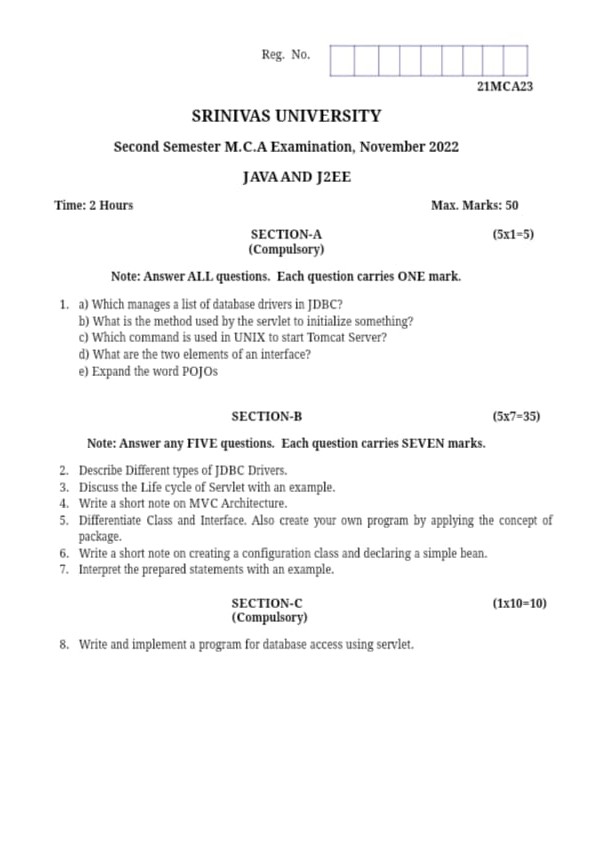 Reg. No.
21MCA23
SRINIVAS UNIVERSITY
Second Semester M.C.A Examination, November 2022
JAVA AND J2EE
Time: 2 Hours Max. Marks: 50
SECTION-A (5x1=5)
(Compulsory)
Note: Answer ALL questions. Each question carries ONE mark.
1. a) Which manages a list of database drivers in JDBC?
b) What is the method used by the servlet to initialize something?
c) Which command is used in UNIX to start Tomcat Server?
d) What are the two elements of an interface?
e) Expand the word POJOs
SECTION-B (5x7=35)
Note: Answer any FIVE questions. Each question carries SEVEN marks.
2. Describe Different types of JDBC Drivers.
3. Discuss the Life cycle of Servlet with an example.
4. Write a short note on MVC Architecture.
5. Differentiate Class and Interface. Also create your own program by applying the concept of
package.
6. Write a short note on creating a configuration class and declaring a simple bean.
7. Interpret the prepared statements with an example.
SECTION-C (1x10=10)
(Compulsory)
8. Write and implement a program for database access using servlet.